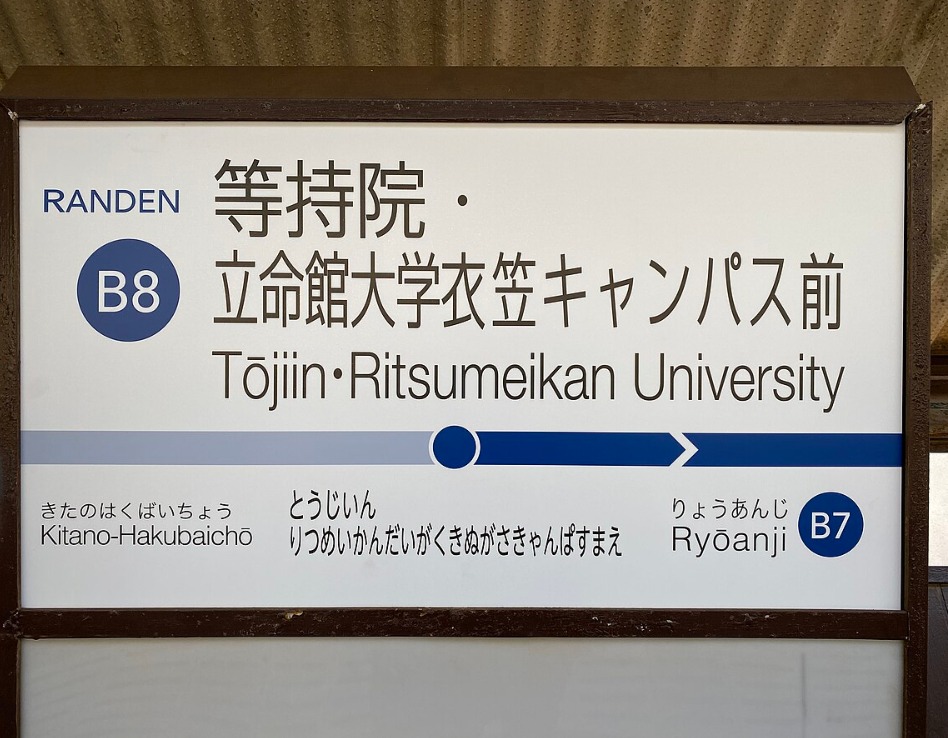 RANDEN
B8
等持院・
立命館大学衣笠キャンパス前
Tōjiin・Ritsumeikan University
きたのはくばいちょう
Kitano-Hakubaichō
とうじいん
りつめいかんだいがくきぬがさきゃんぱすまえ
りょうあんじ
Ryōanji
B7